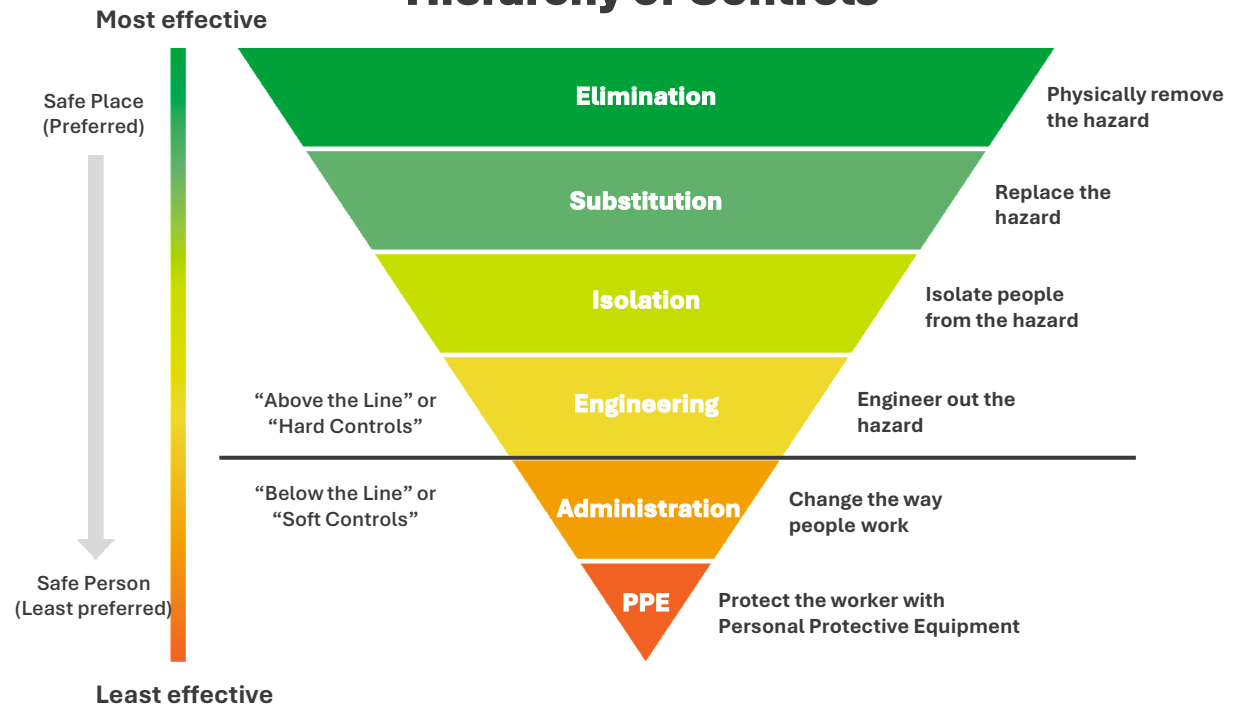 Hierarchy of Controls
Most effective
Safe Place
(Preferred)
Elimination
Physically remove
the hazard
Substitution
Replace the
hazard
Isolation
Isolate people
from the hazard
“Above the Line” or
“Hard Controls”
Engineering
Engineer out the
hazard
“Below the Line” or
“Soft Controls”
Administration
Change the way
people work
Safe Person
(Least preferred)
PPE
Protect the worker with
Personal Protective Equipment
Least effective